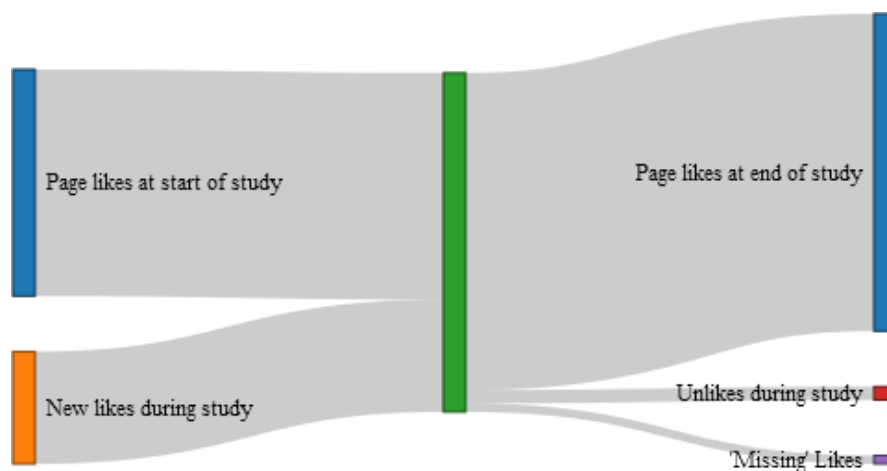 Page likes at start of study
New likes during study
Page likes at end of study
Unlikes during study
'Missing' Likes